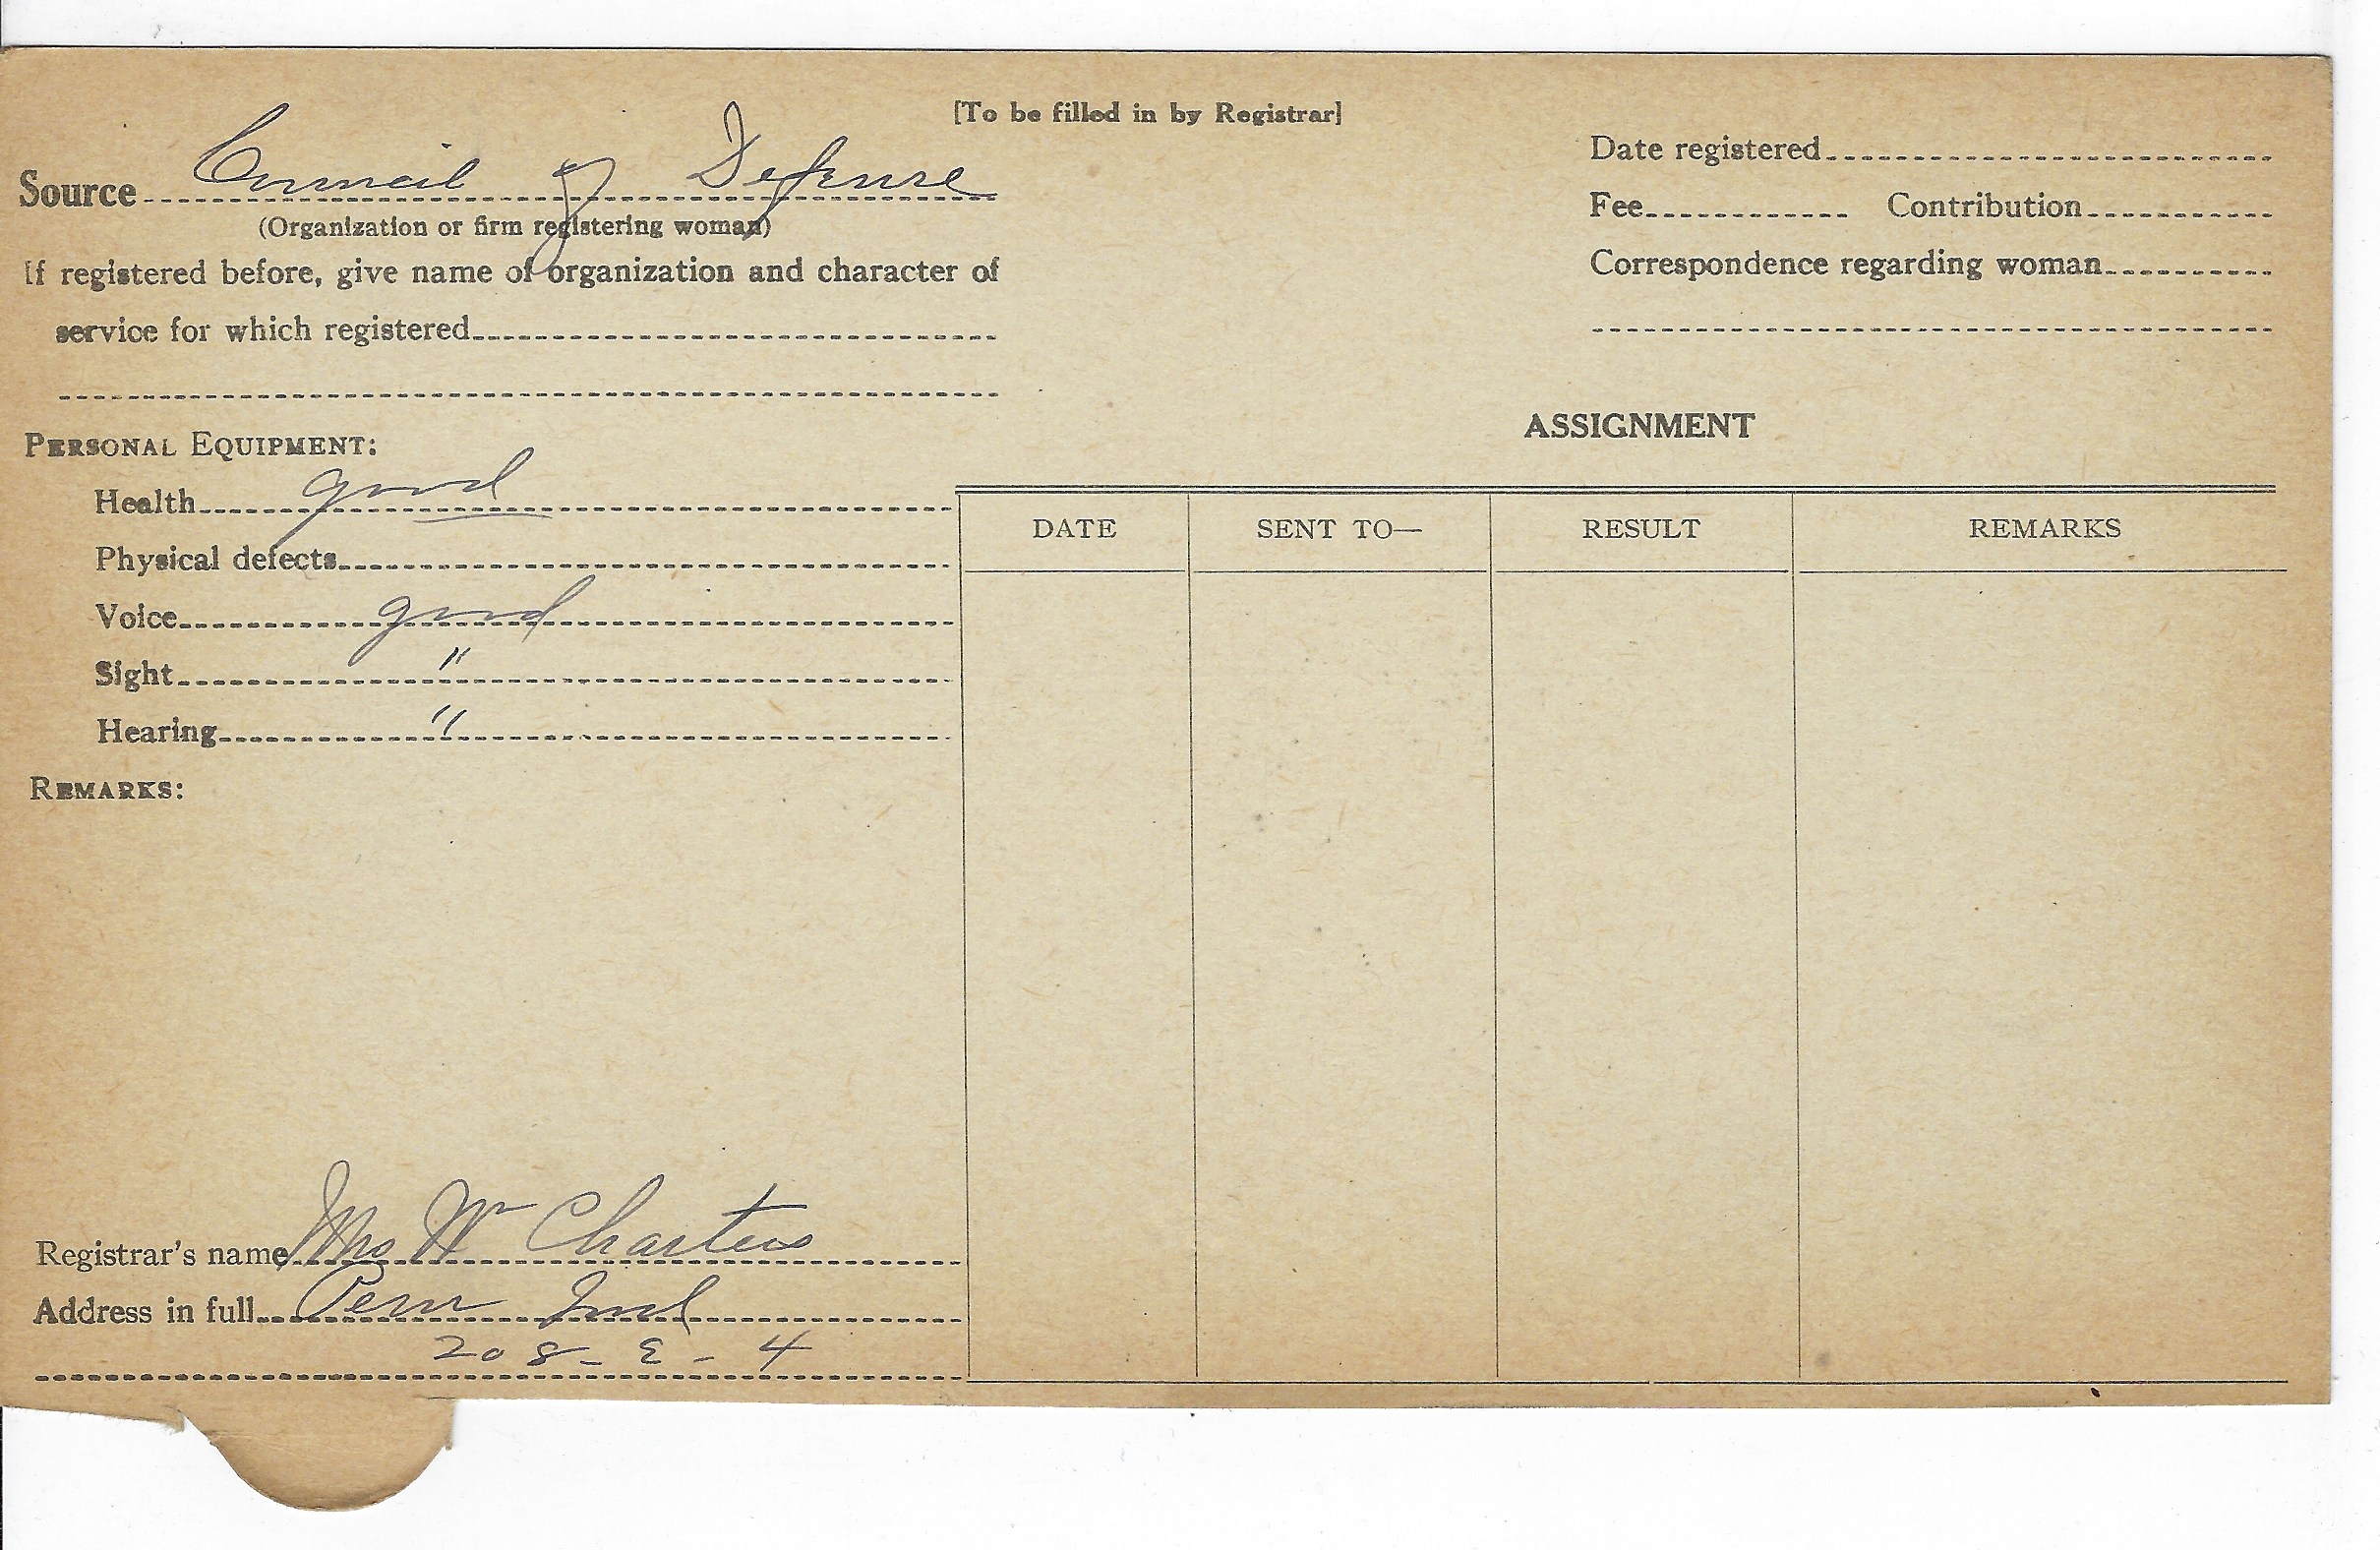 [To be filled in by Registrar]
Source Council of Defense
(Organization or firm registering woman)
If registered before, give name of organization and character of
service for which registered
Date registered
Fee Contribution
Correspondence regarding woman
PERSONAL EQUIPMENT:
Health good
Physical defects
Voice good
Sight "
Hearing "
REMARKS:
ASSIGNMENT
DATE SENT TO— RESULT REMARKS
Registrar's name Mrs Wm Charters
Address in full Peru Ind
208- E - 4